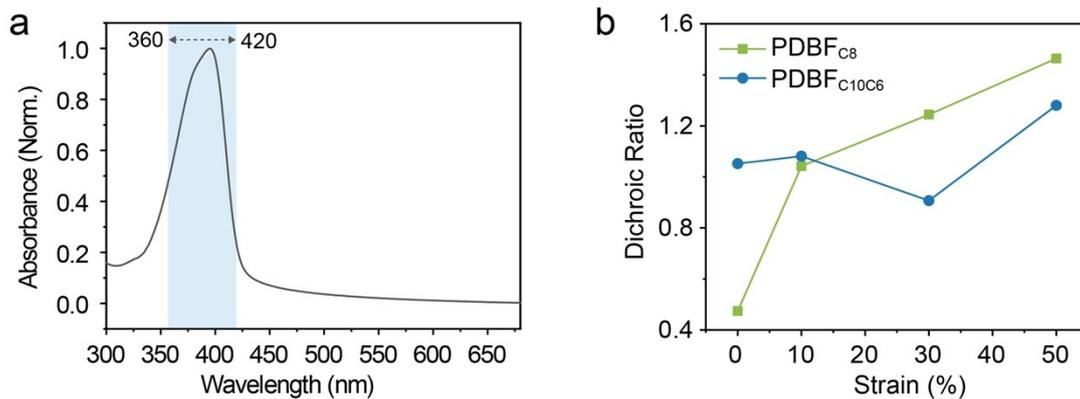 a
360 420
1.0
0.8
0.6
0.4
0.2
0.0
Absorbance (Norm.)
300 350 400 450 500 550 600 650
Wavelength (nm)
b
1.6
1.2
0.8
0.4
Dichroic Ratio
PDBFC8
PDBFC10C6
0 10 20 30 40 50
Strain (%)